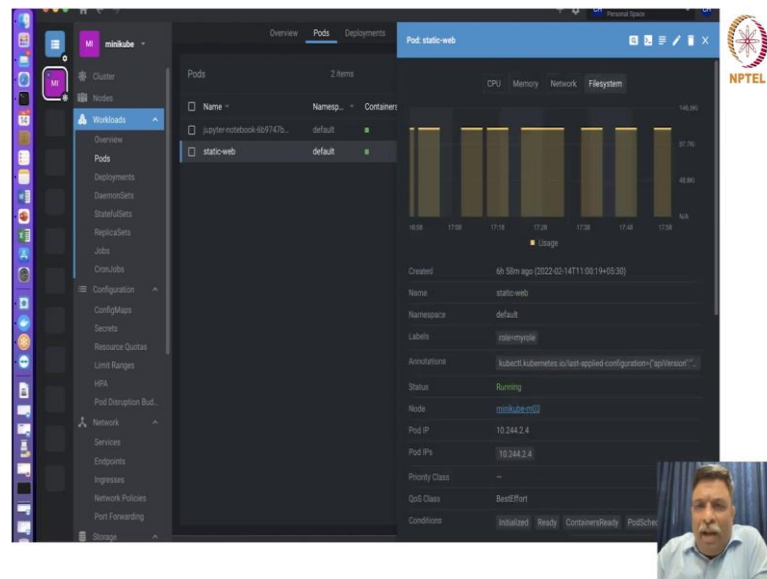 Personal Space
MI minikube
Overview Pods Deployments
Pod: static-web
NPTEL
MI
Cluster
Nodes
Workloads
Overview
Pods
Deployments
DaemonSets
StatefulSets
ReplicaSets
Jobs
CronJobs
Configuration
ConfigMaps
Secrets
Resource Quotas
Limit Ranges
HPA
Pod Disruption Bud...
Network
Services
Endpoints
Ingresses
Network Policies
Port Forwarding
Storage
Pods 2 items
Name Namesp... Containers
jupyter-notebook-6b9747b... default
static-web default
CPU Memory Network Filesystem
97.7Ki
48.8Ki
N/A
16:58 17:08 17:18 17:28 17:38 17:48 17:58
Usage
Created 6h 58m ago (2022-02-14T11:00:19+05:30)
Name static-web
Namespace default
Labels role=myrole
Annotations kubectl.kubernetes.io/last-applied-configuration={"apiVersion":"...
Status Running
Node minikube-m03
Pod IP 10.244.2.4
Pod IPs 10.244.2.4
Priority Class –
QoS Class BestEffort
Conditions Initialized Ready ContainersReady PodSched